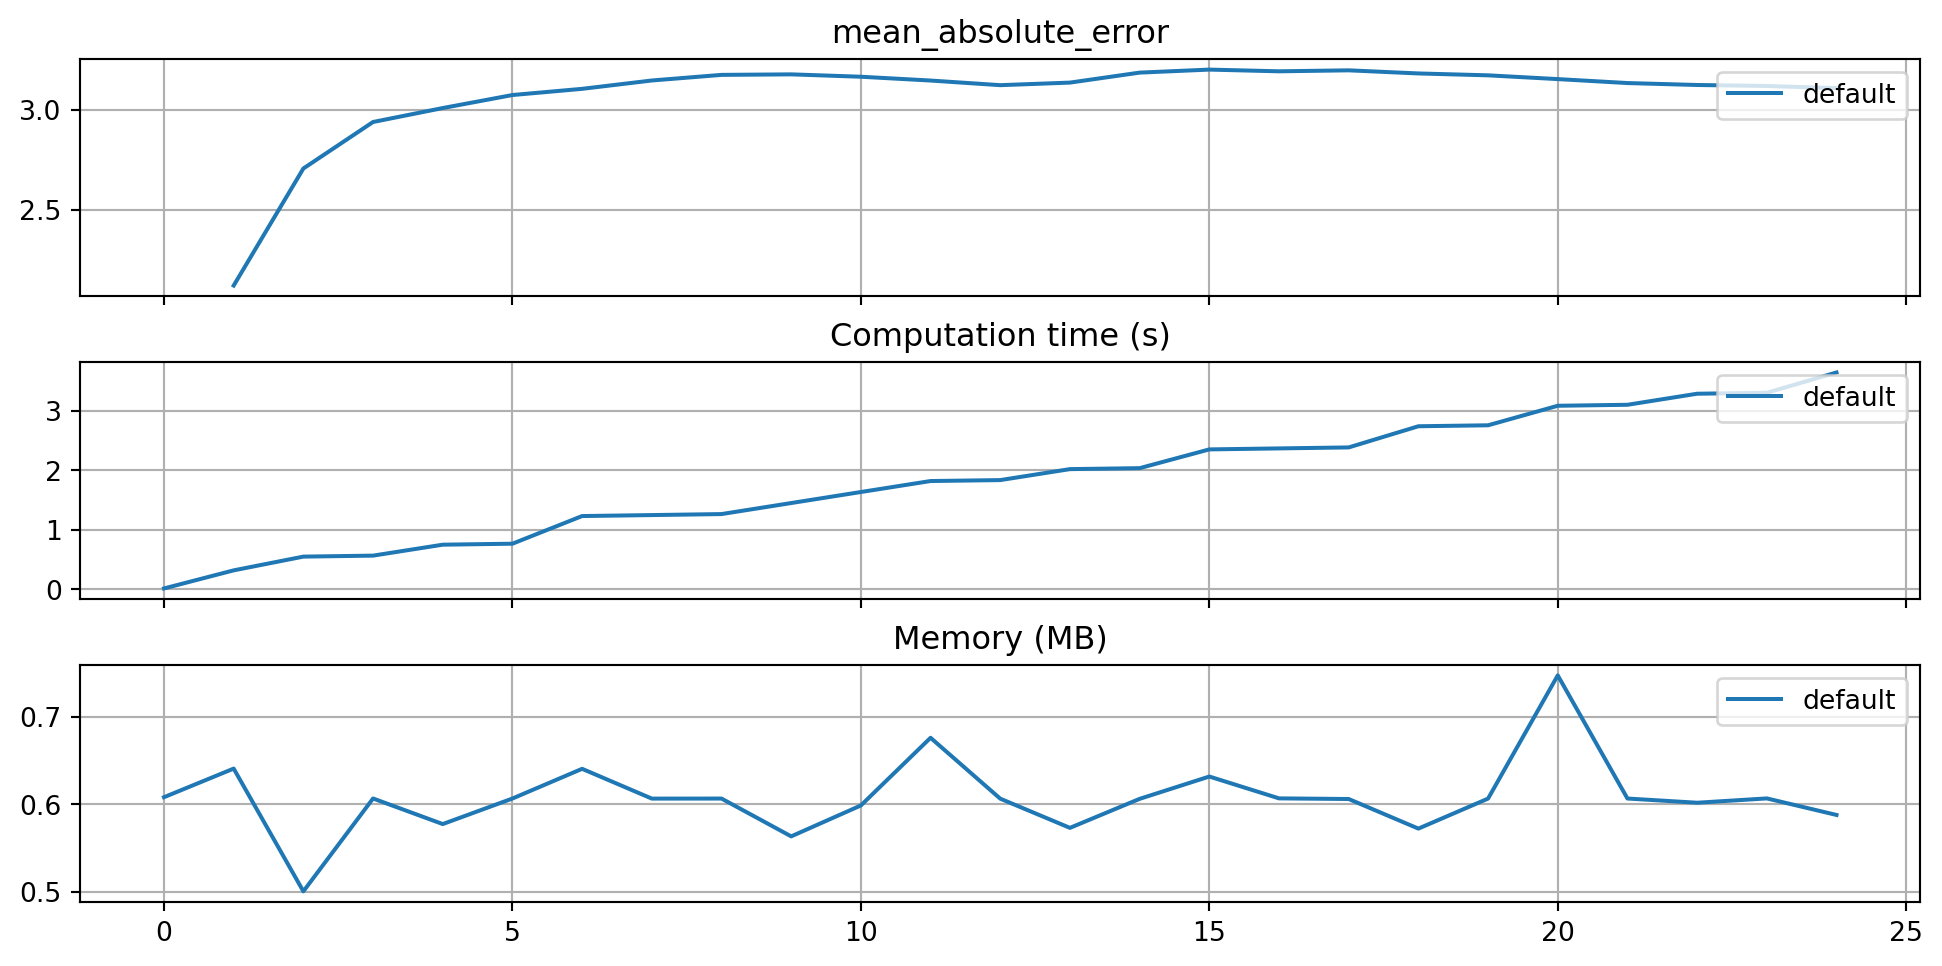 mean_absolute_error
3.0
2.5
default
Computation time (s)
3
2
1
0
default
Memory (MB)
0.7
0.6
0.5
default
0 5 10 15 20 25